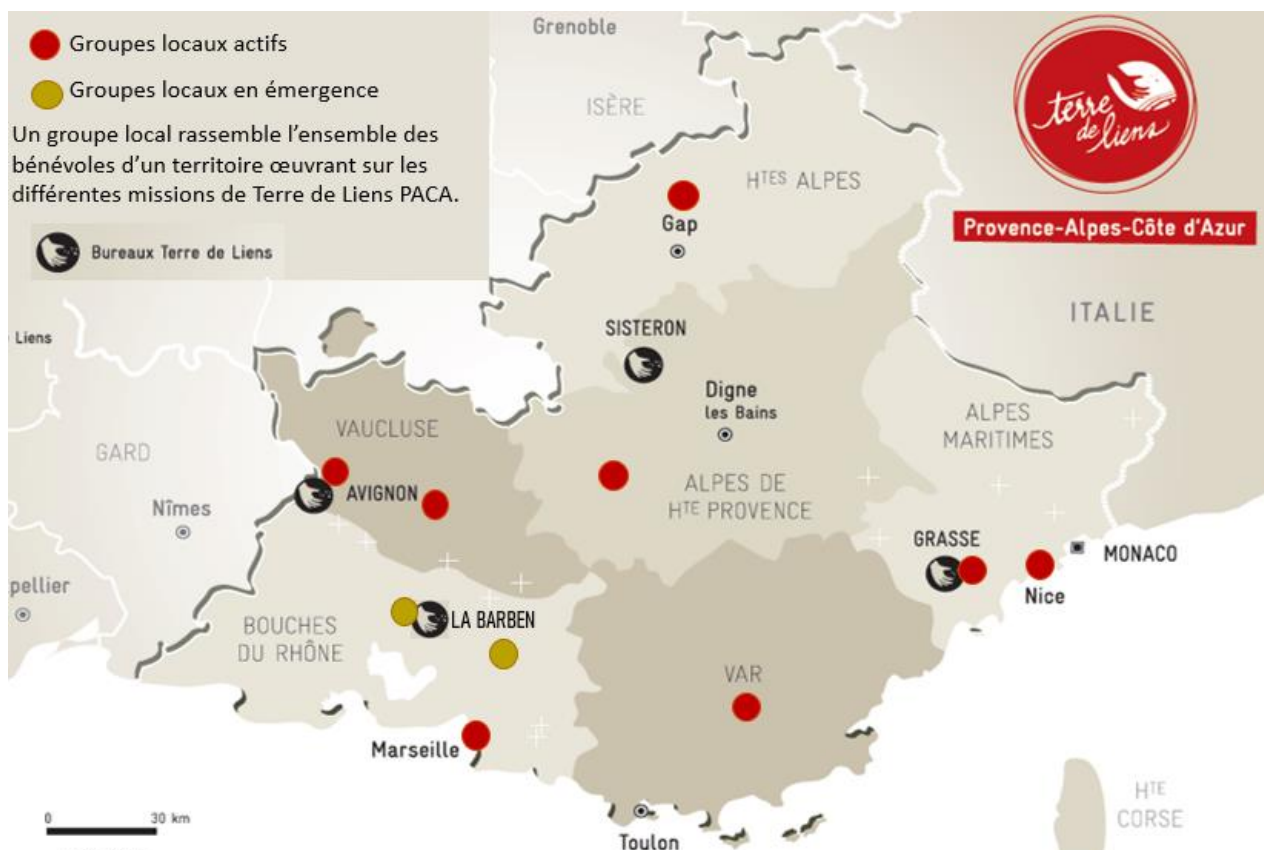 Groupes locaux actifs
Groupes locaux en émergence
Un groupe local rassemble l’ensemble des
bénévoles d’un territoire œuvrant sur les
différentes missions de Terre de Liens PACA.
Bureaux Terre de Liens
Grenoble
ISÈRE
HTES ALPES
Gap
terre
de liens
Provence-Alpes-Côte d'Azur
ITALIE
Liens
SISTERON
Digne
les Bains
ALPES
MARITIMES
VAUCLUSE
GARD
AVIGNON
Nîmes
ALPES DE
HTE PROVENCE
GRASSE
MONACO
Nice
pellier
LA BARBEN
BOUCHES
DU RHÔNE
VAR
Marseille
Toulon
HTE
CORSE
0 30 km